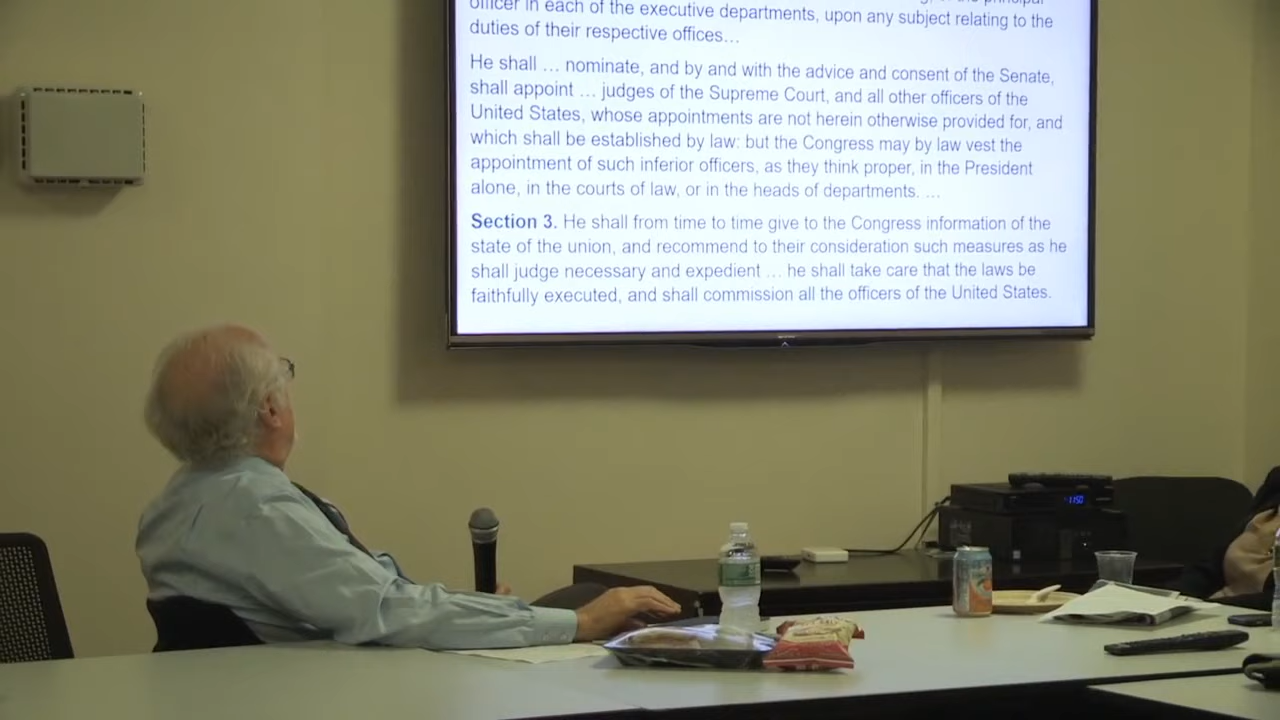 officer in each of the executive departments, upon any subject relating to the
duties of their respective offices…
He shall … nominate, and by and with the advice and consent of the Senate,
shall appoint … judges of the Supreme Court, and all other officers of the
United States, whose appointments are not herein otherwise provided for, and
which shall be established by law: but the Congress may by law vest the
appointment of such inferior officers, as they think proper, in the President
alone, in the courts of law, or in the heads of departments. …
Section 3. He shall from time to time give to the Congress information of the
state of the union, and recommend to their consideration such measures as he
shall judge necessary and expedient … he shall take care that the laws be
faithfully executed, and shall commission all the officers of the United States.
1150